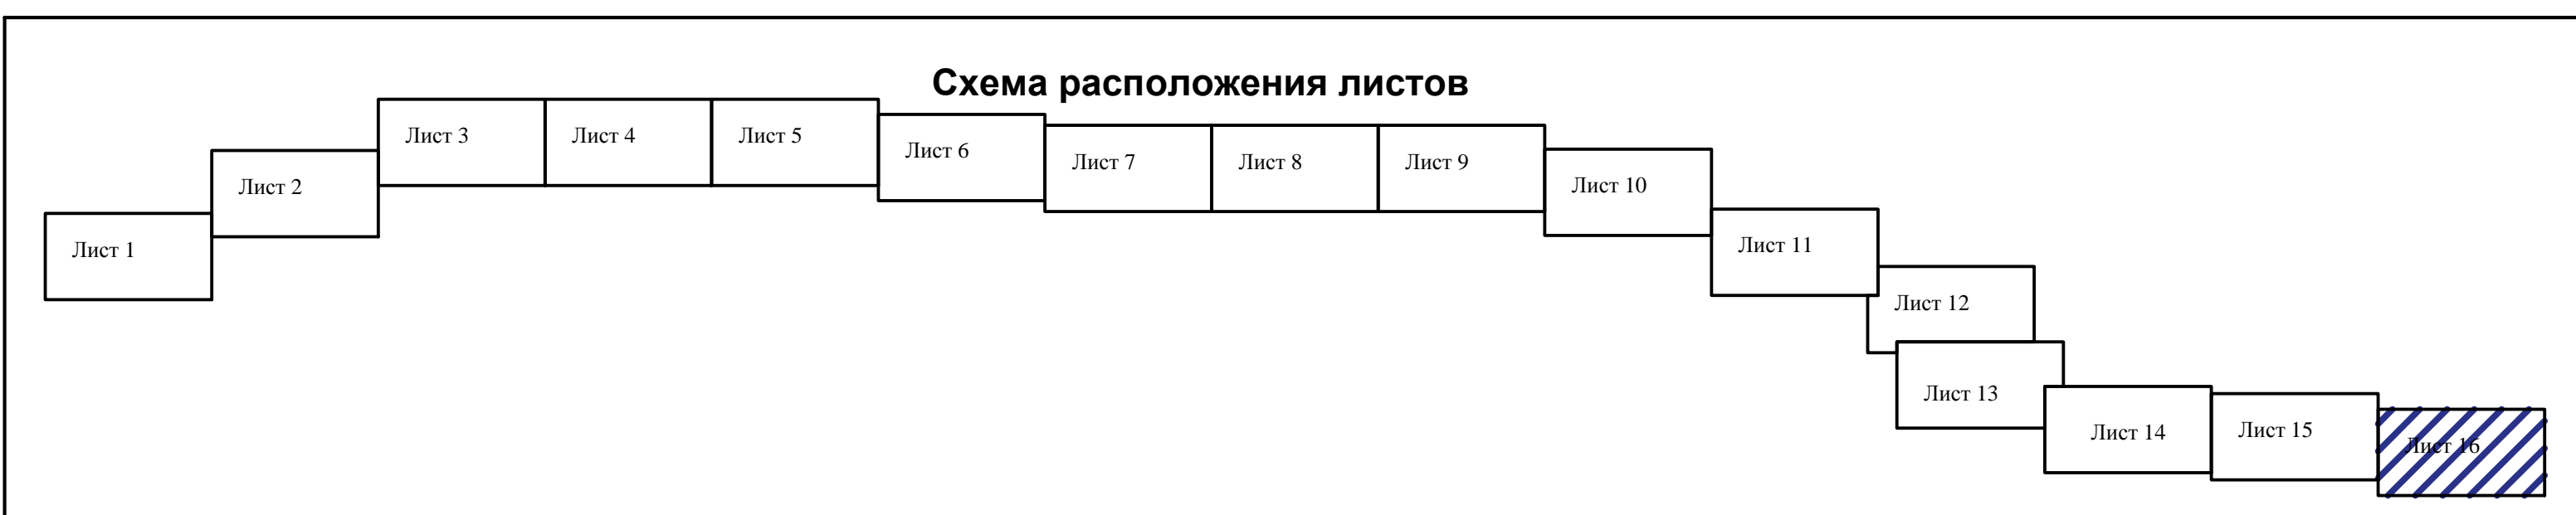 Схема расположения листов
Лист 1
Лист 2
Лист 3
Лист 4
Лист 5
Лист 6
Лист 7
Лист 8
Лист 9
Лист 10
Лист 11
Лист 12
Лист 13
Лист 14
Лист 15
Лист 16